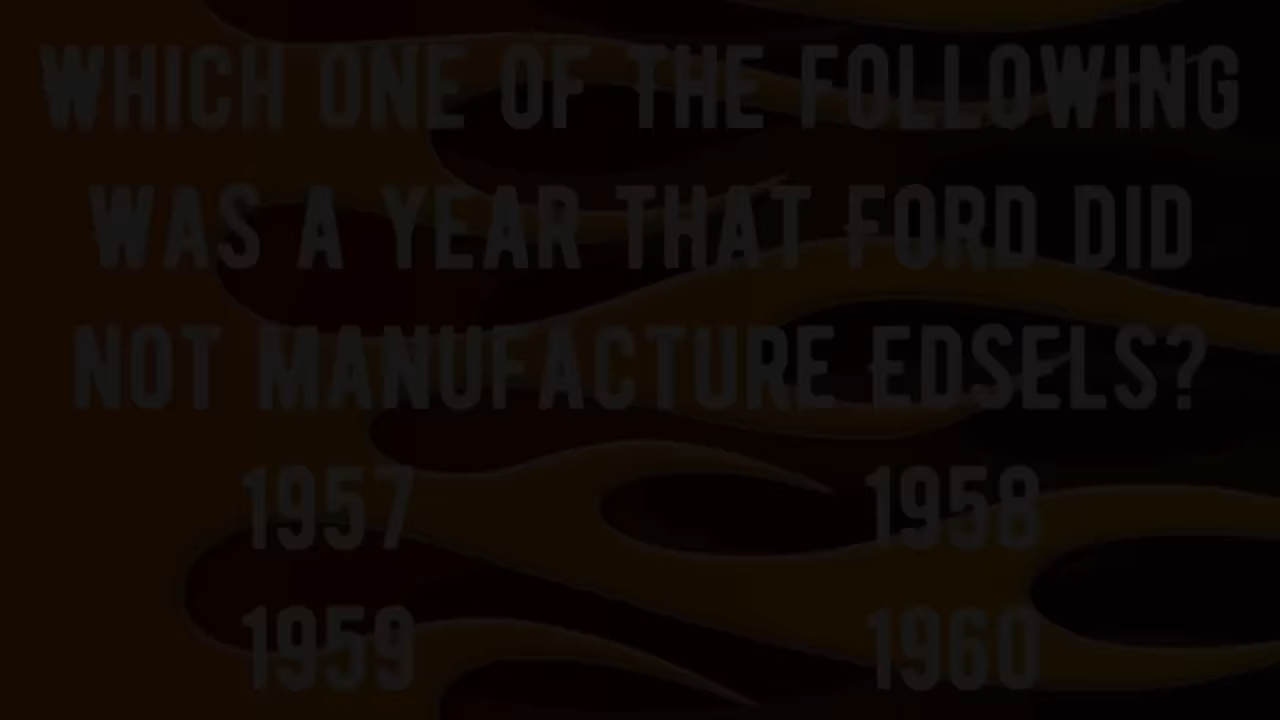 WHICH ONE OF THE FOLLOWING
WAS A YEAR THAT FORD DID
NOT MANUFACTURE EDSELS?
1957 1958
1959 1960